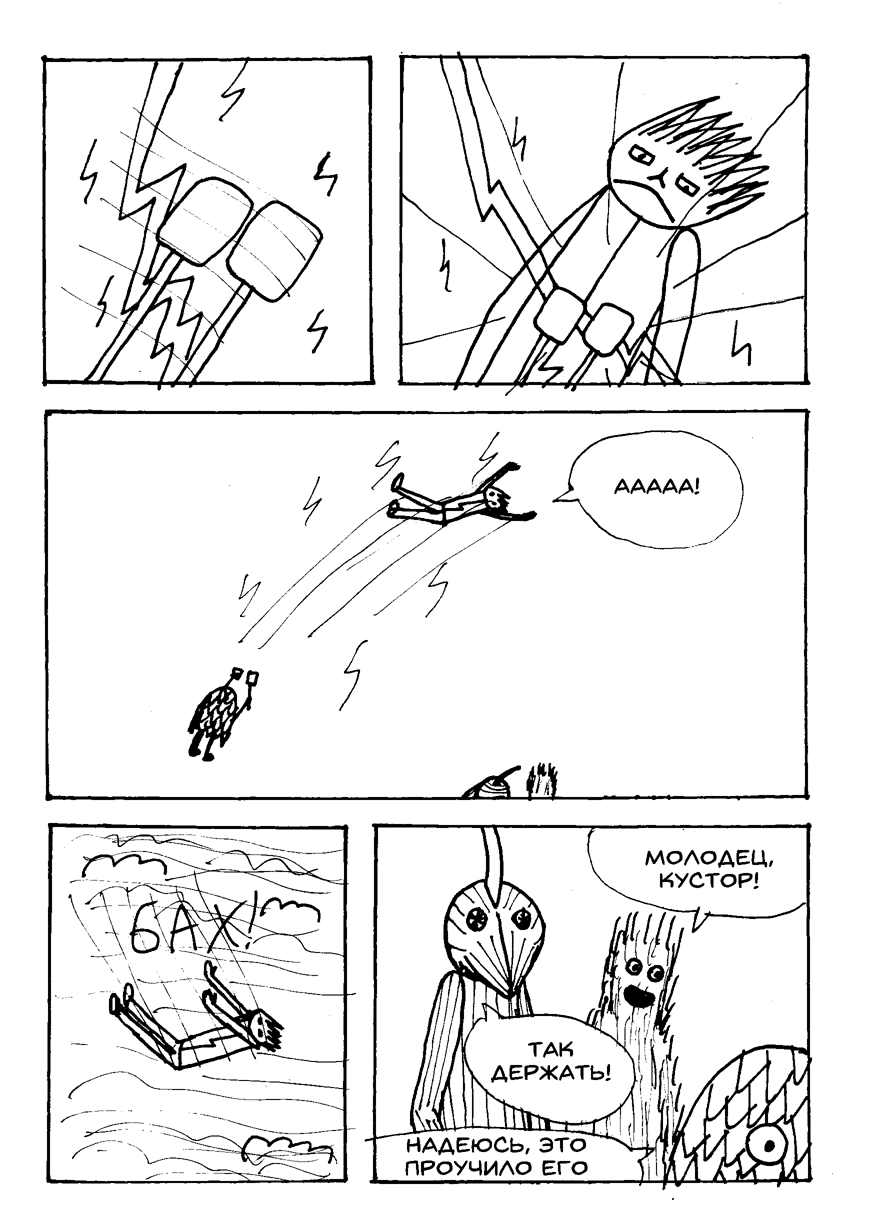 ААААА!
БАХ!
МОЛОДЕЦ,
КУСТОР!
ТАК
ДЕРЖАТЬ!
НАДЕЮСЬ, ЭТО
ПРОУЧИЛО ЕГО